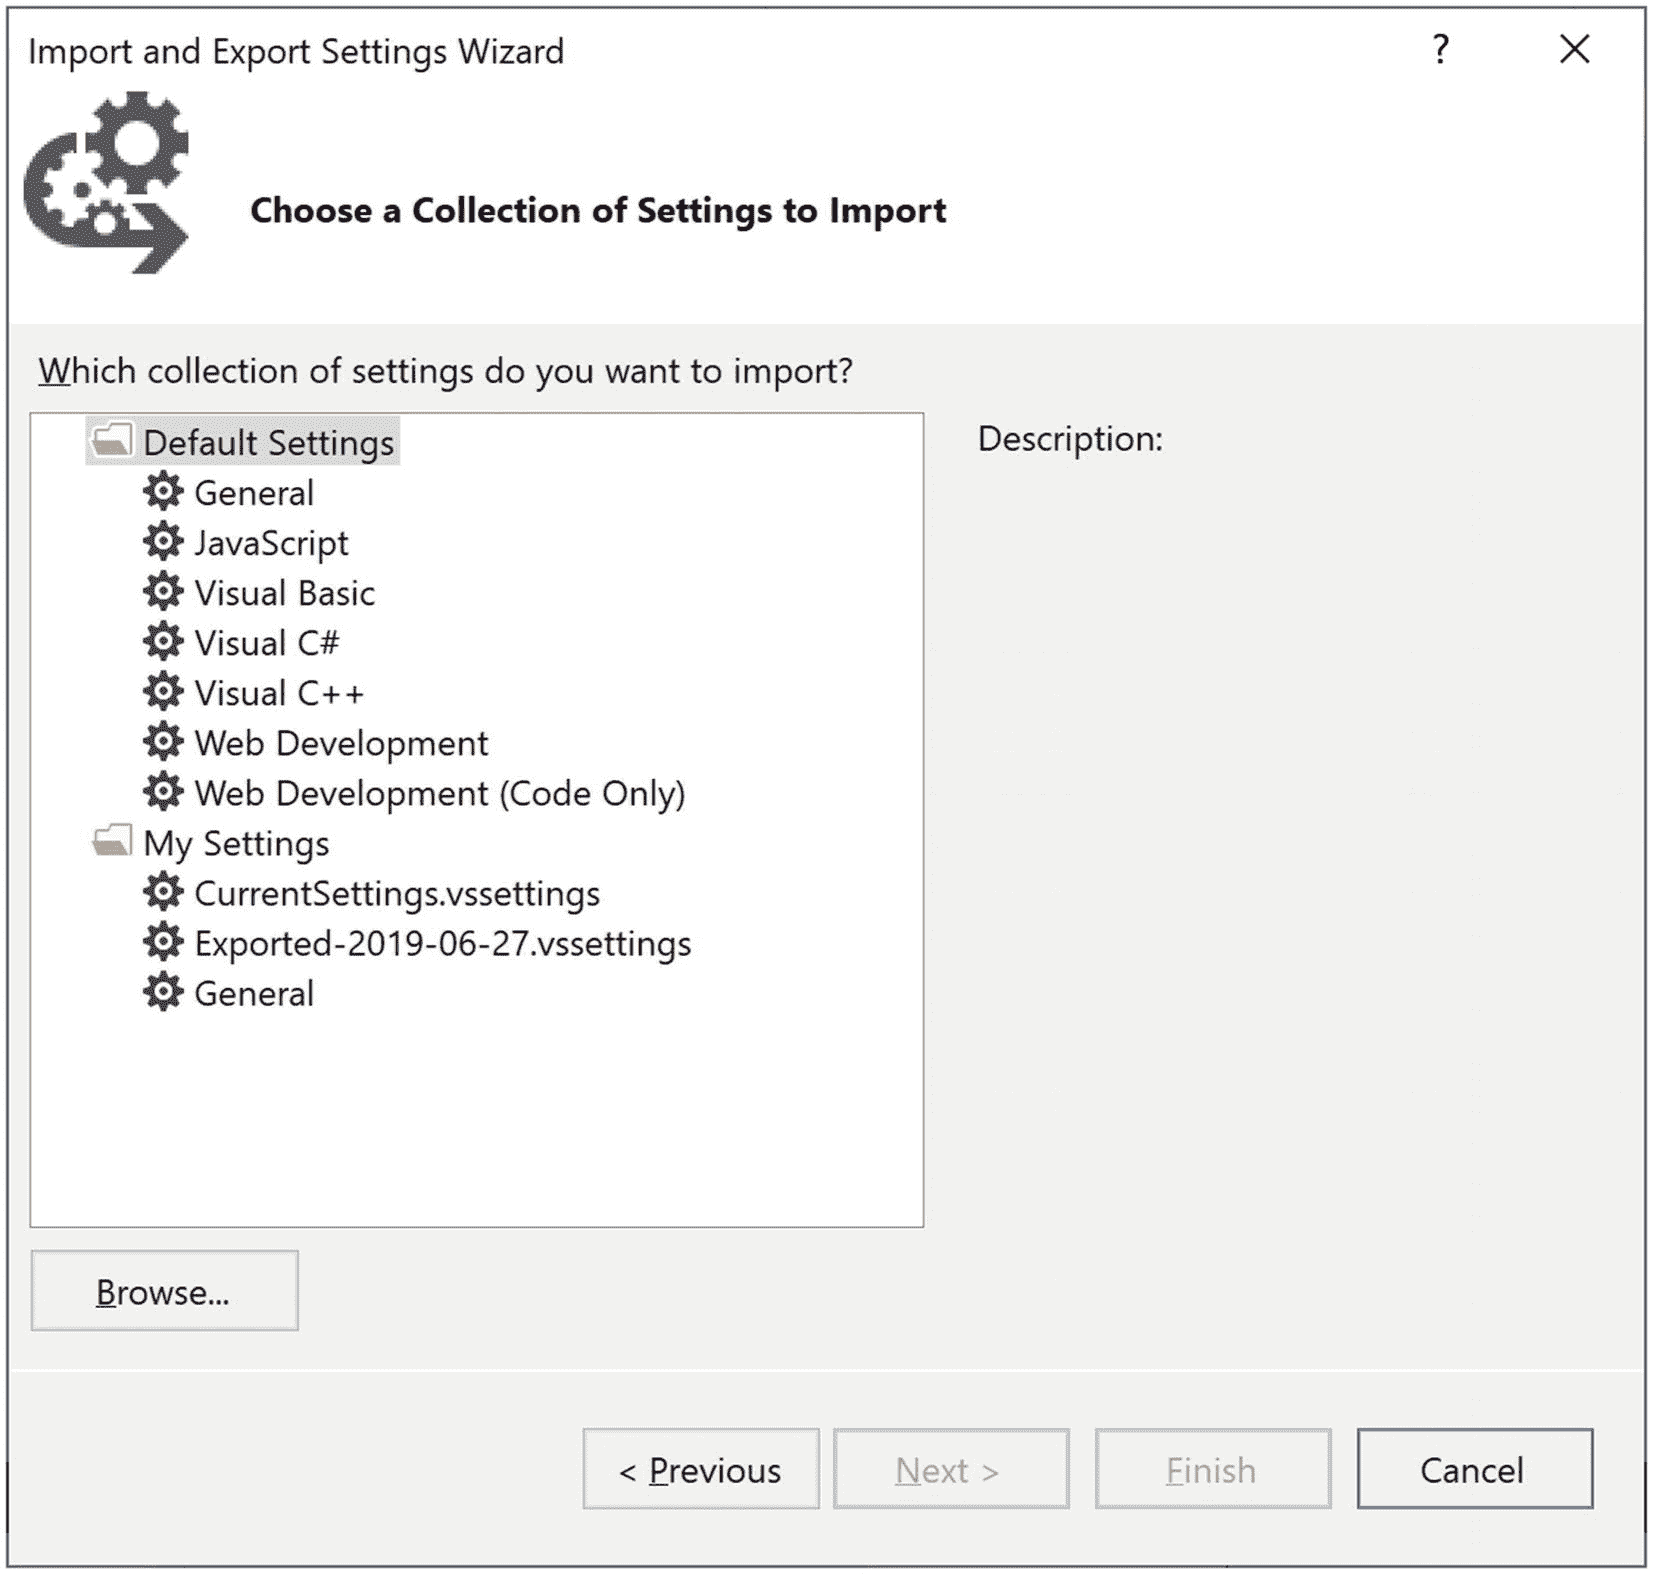 Import and Export Settings Wizard
?
Choose a Collection of Settings to Import
Which collection of settings do you want to import?
Default Settings
General
JavaScript
Visual Basic
Visual C#
Visual C++
Web Development
Web Development (Code Only)
My Settings
CurrentSettings.vssettings
Exported-2019-06-27.vssettings
General
Description:
Browse...
< Previous
Next >
Finish
Cancel